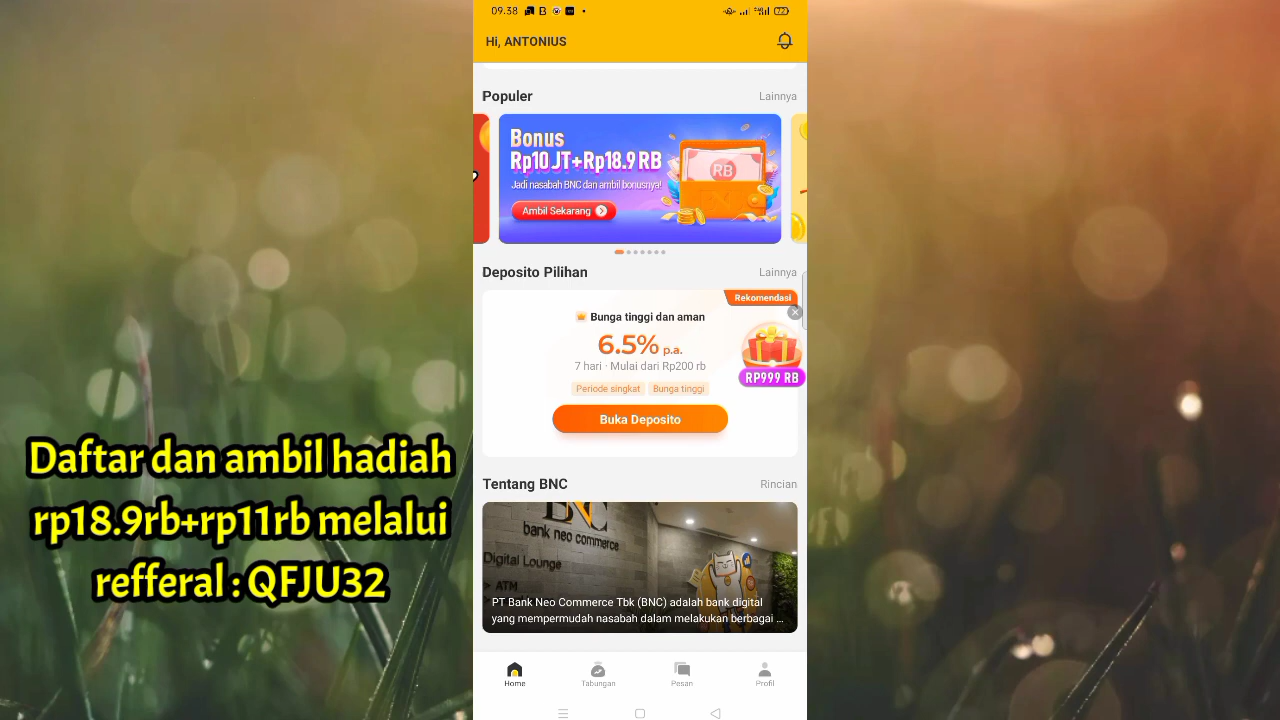 09.38
Hi, ANTONIUS
Populer
Lainnya
Bonus
Rp10 JT+Rp18.9 RB
Jadi nasabah BNC dan ambil bonusnya!
Ambil Sekarang
RB
Deposito Pilihan
Lainnya
Rekomendasi
Bunga tinggi dan aman
6.5% p.a.
7 hari · Mulai dari Rp200 rb
RP999 RB
Periode singkat
Bunga tinggi
Buka Deposito
Tentang BNC
Rincian
BNC
bank neo commerce
Digital Lounge
ATM
PT Bank Neo Commerce Tbk (BNC) adalah bank digital
yang mempermudah nasabah dalam melakukan berbagai ...
Home
Tabungan
Pesan
Profil
Daftar dan ambil hadiah
rp18.9rb+rp11rb melalui
refferal : QFJU32